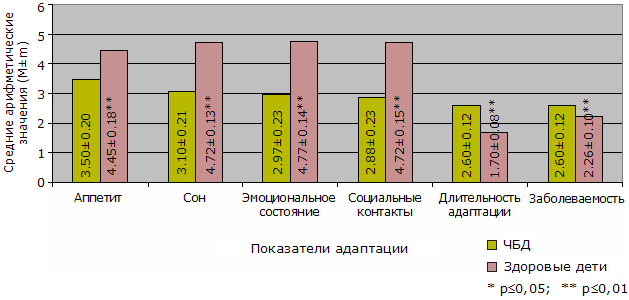 Средние арифметические
значения (M±m)
6
5
4
3
2
1
0
3.50±0.20
4.45±0.18**
3.10±0.21
4.72±0.13**
2.97±0.23
4.77±0.14**
2.88±0.23
4.72±0.15**
2.60±0.12
1.70±0.08**
2.60±0.12
2.26±0.10**
Аппетит
Сон
Эмоциональное
состояние
Социальные
контакты
Длительность
адаптации
Заболеваемость
Показатели адаптации
ЧБД
Здоровые дети
* p≤0,05; ** p≤0,01